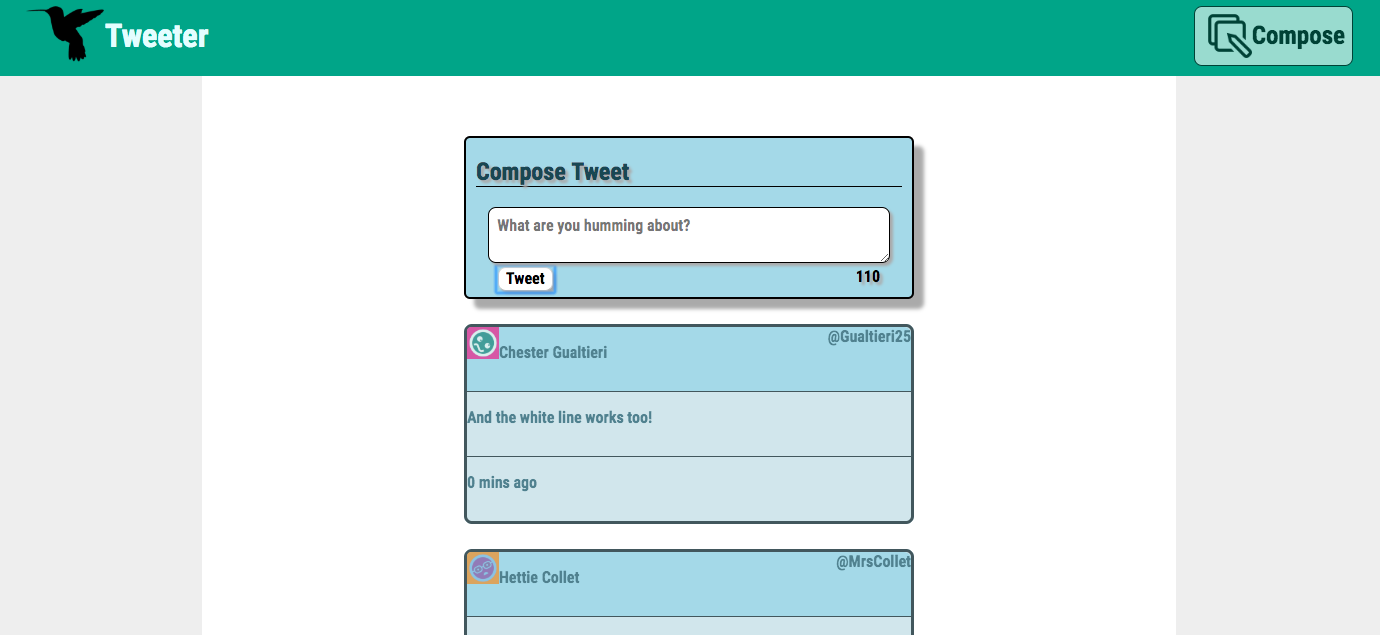 Tweeter
Compose
Compose Tweet
What are you humming about?
Tweet
110
Chester Gualtieri
@Gualtieri25
And the white line works too!
0 mins ago
Hettie Collet
@MrsCollet